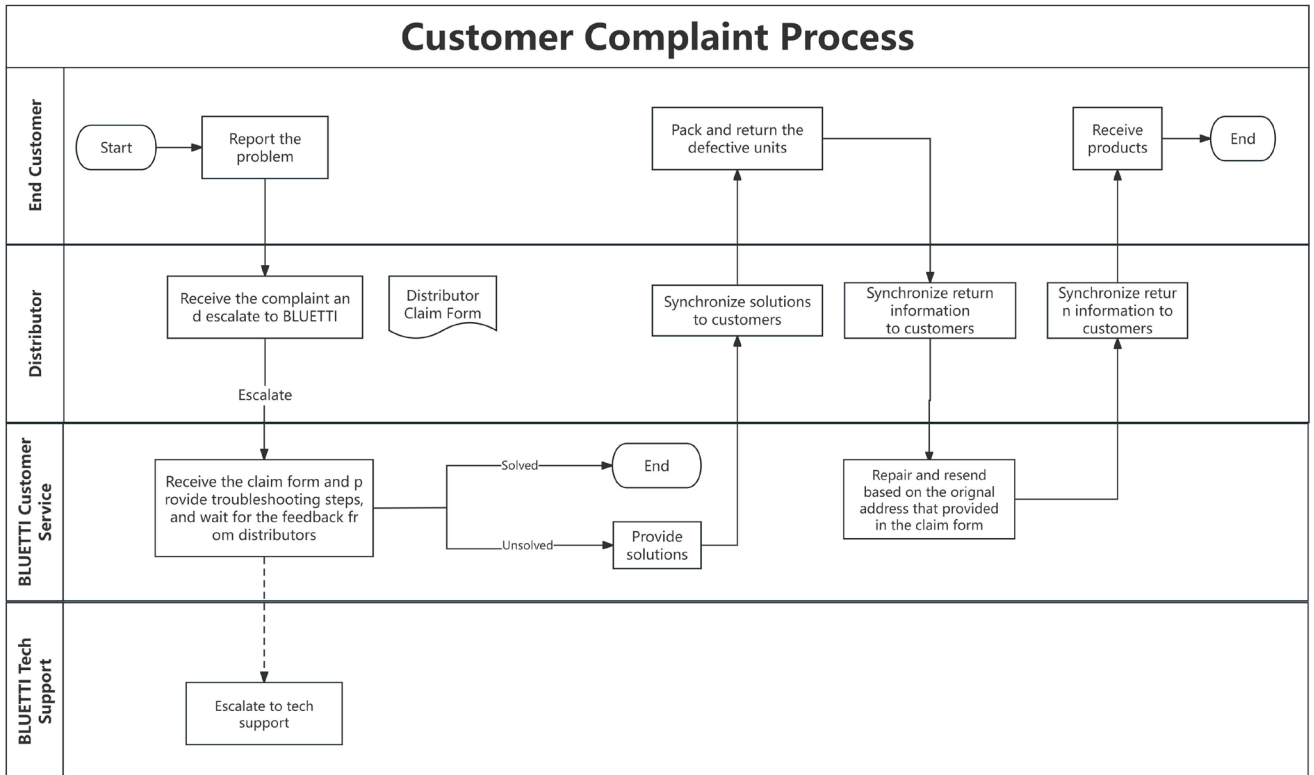 Customer Complaint Process
End Customer
Start
Report the
problem
Pack and return the
defective units
Receive
products
End
Distributor
Receive the complaint an
d escalate to BLUETTI
Distributor
Claim Form
Synchronize solutions
to customers
Synchronize return
information
to customers
Synchronize retur
n information to
customers
Escalate
BLUETTI Customer
Service
Receive the claim form and p
rovide troubleshooting steps,
and wait for the feedback fr
om distributors
Solved
End
Unsolved
Provide
solutions
Repair and resend
based on the orignal
address that provided
in the claim form
BLUETTI Tech
Support
Escalate to tech
support